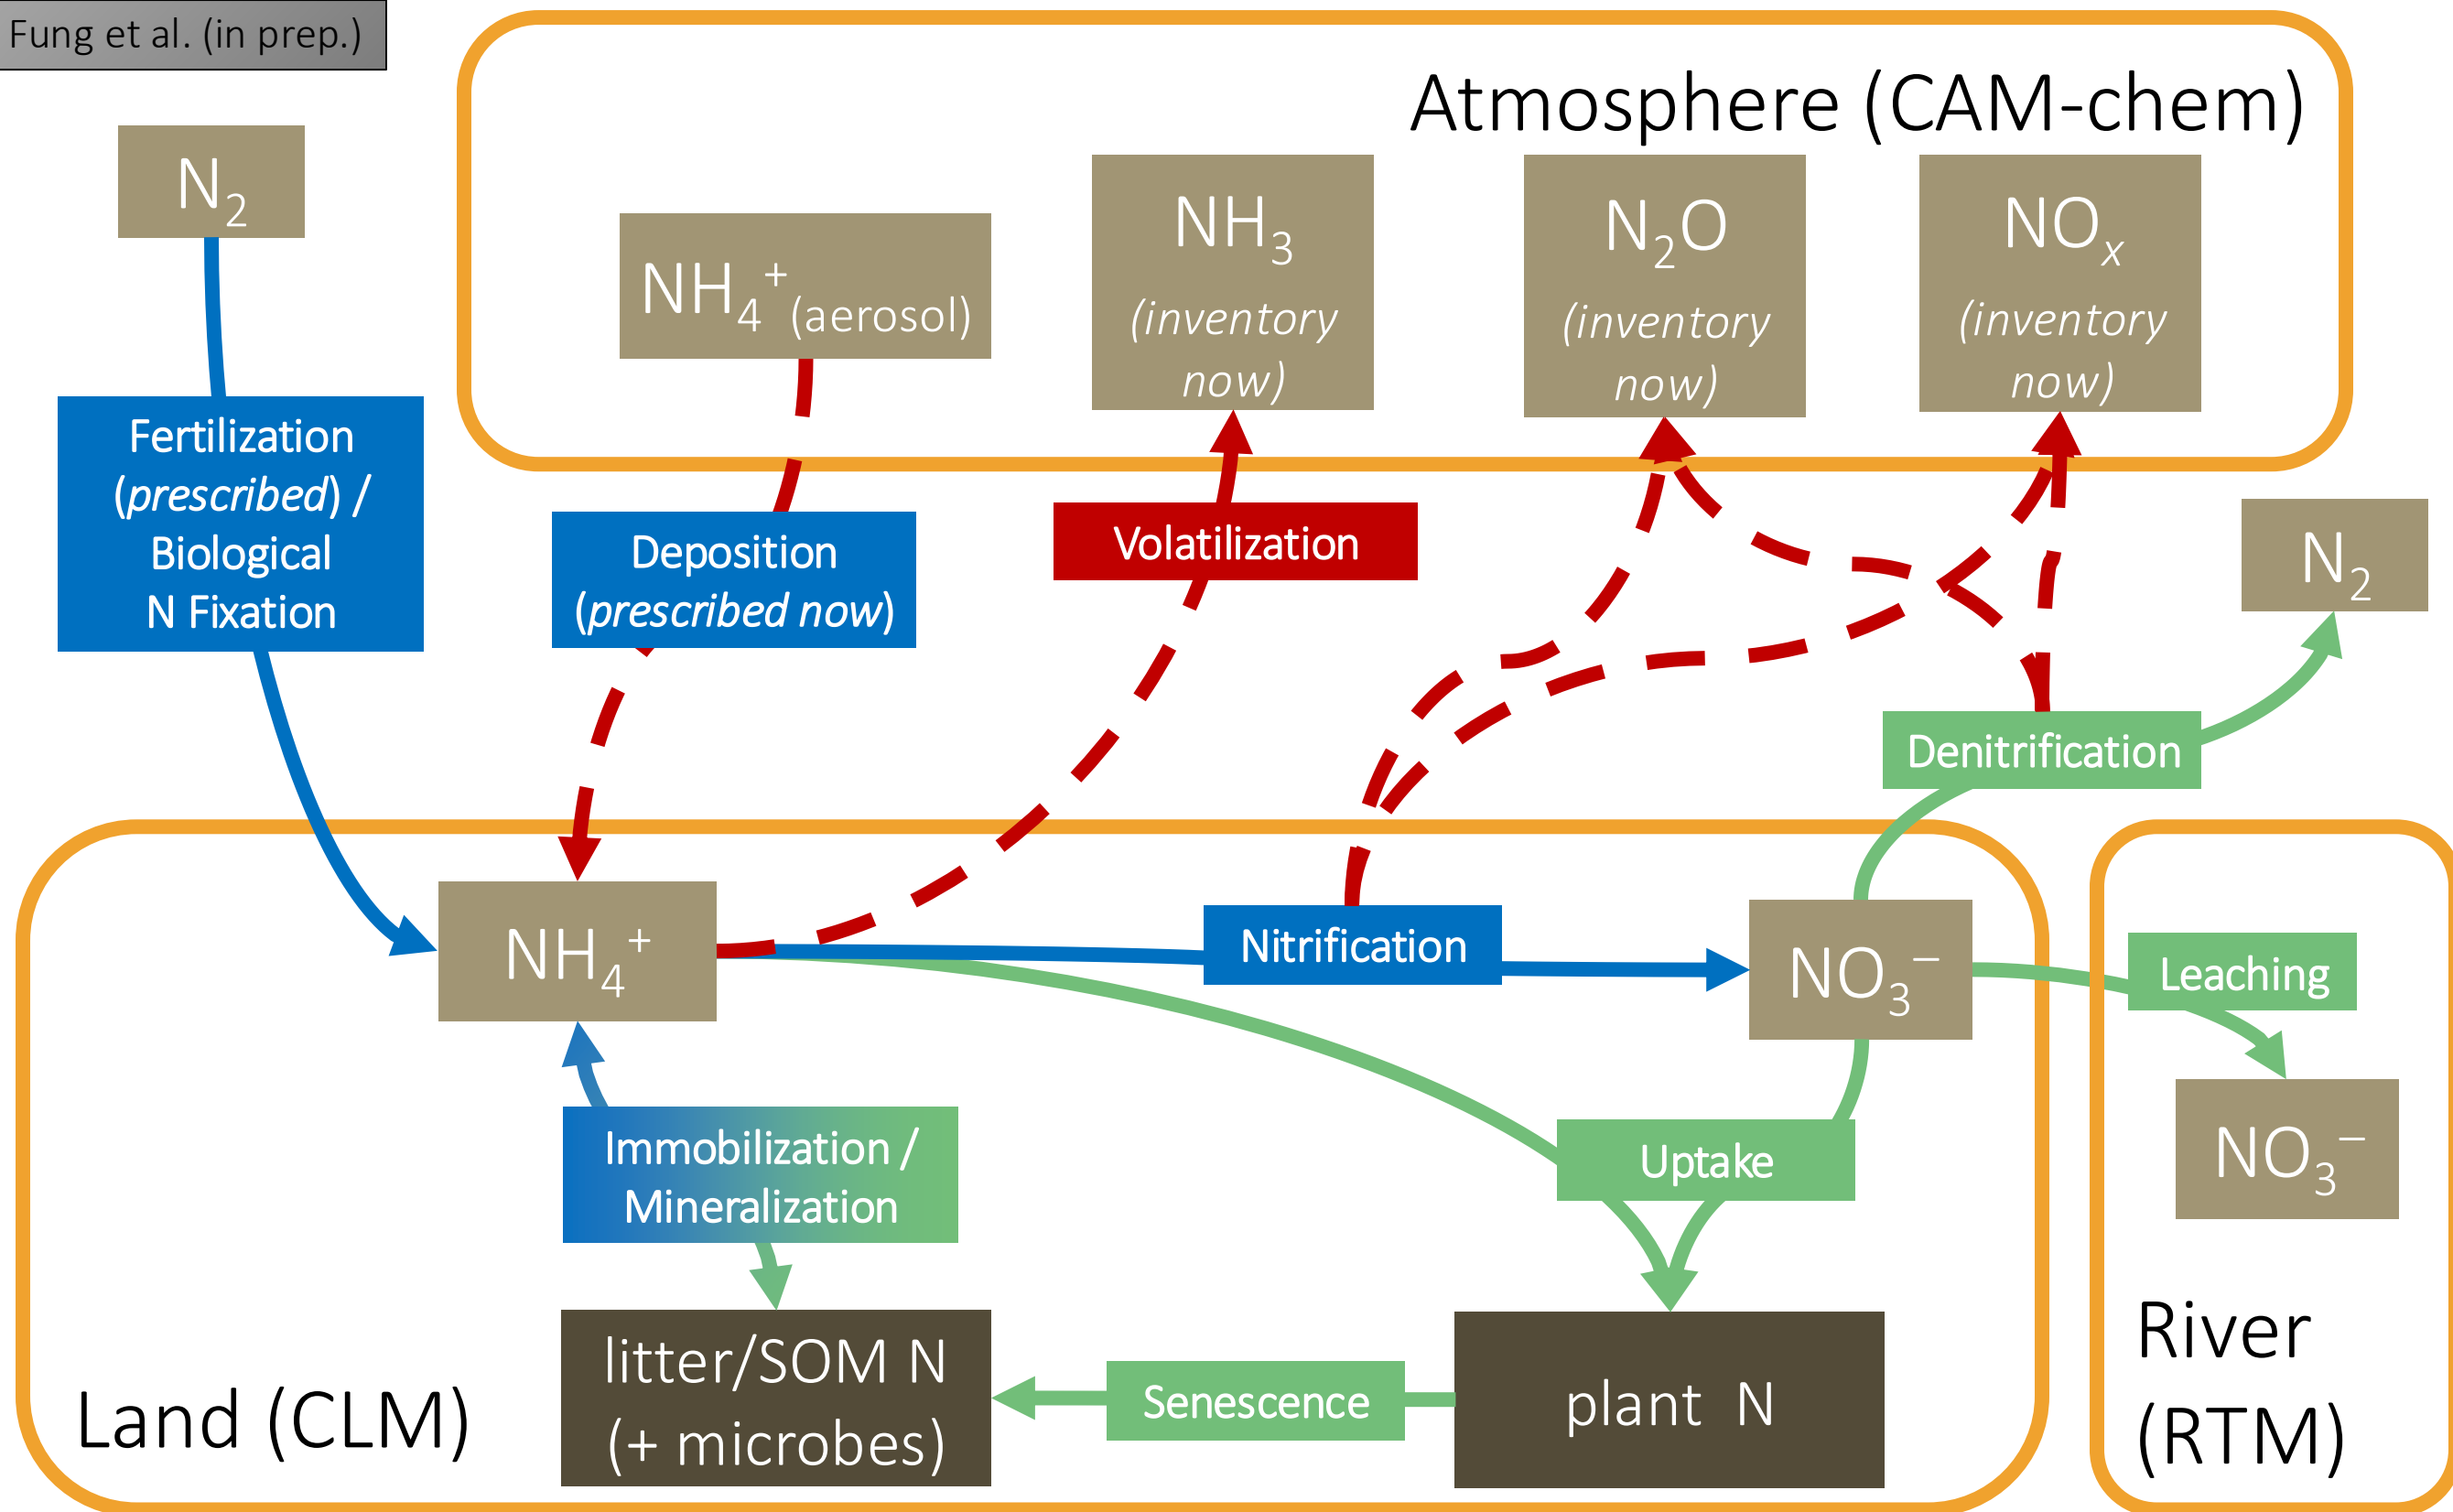 Fung et al. (in prep.)
Atmosphere (CAM-chem)
N₂
NH₄⁺(aerosol)
NH₃
(inventory
now)
N₂O
(inventory
now)
NOₓ
(inventory
now)
Fertilization
(prescribed) /
Biological
N Fixation
Deposition
(prescribed now)
Volatilization
N₂
Denitrification
NH₄⁺
Nitrification
NO₃⁻
Leaching
Immobilization /
Mineralization
Uptake
NO₃⁻
litter/SOM N
(+ microbes)
Senescence
plant N
Land (CLM)
River
(RTM)